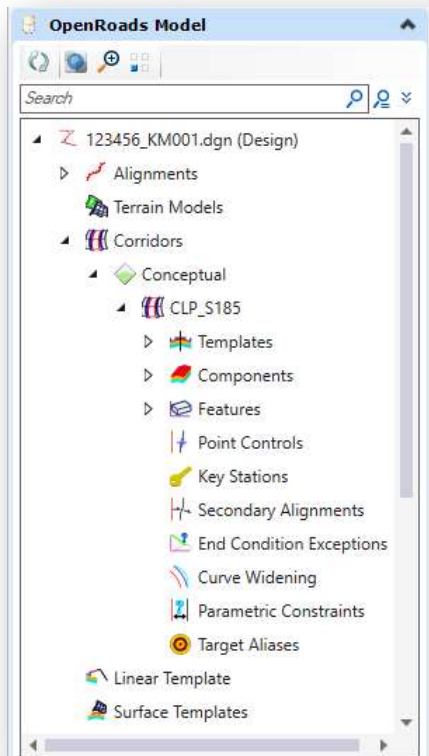 OpenRoads Model
Search
123456_KM001.dgn (Design)
Alignments
Terrain Models
Corridors
Conceptual
CLP_S185
Templates
Components
Features
Point Controls
Key Stations
Secondary Alignments
End Condition Exceptions
Curve Widening
Parametric Constraints
Target Aliases
Linear Template
Surface Templates